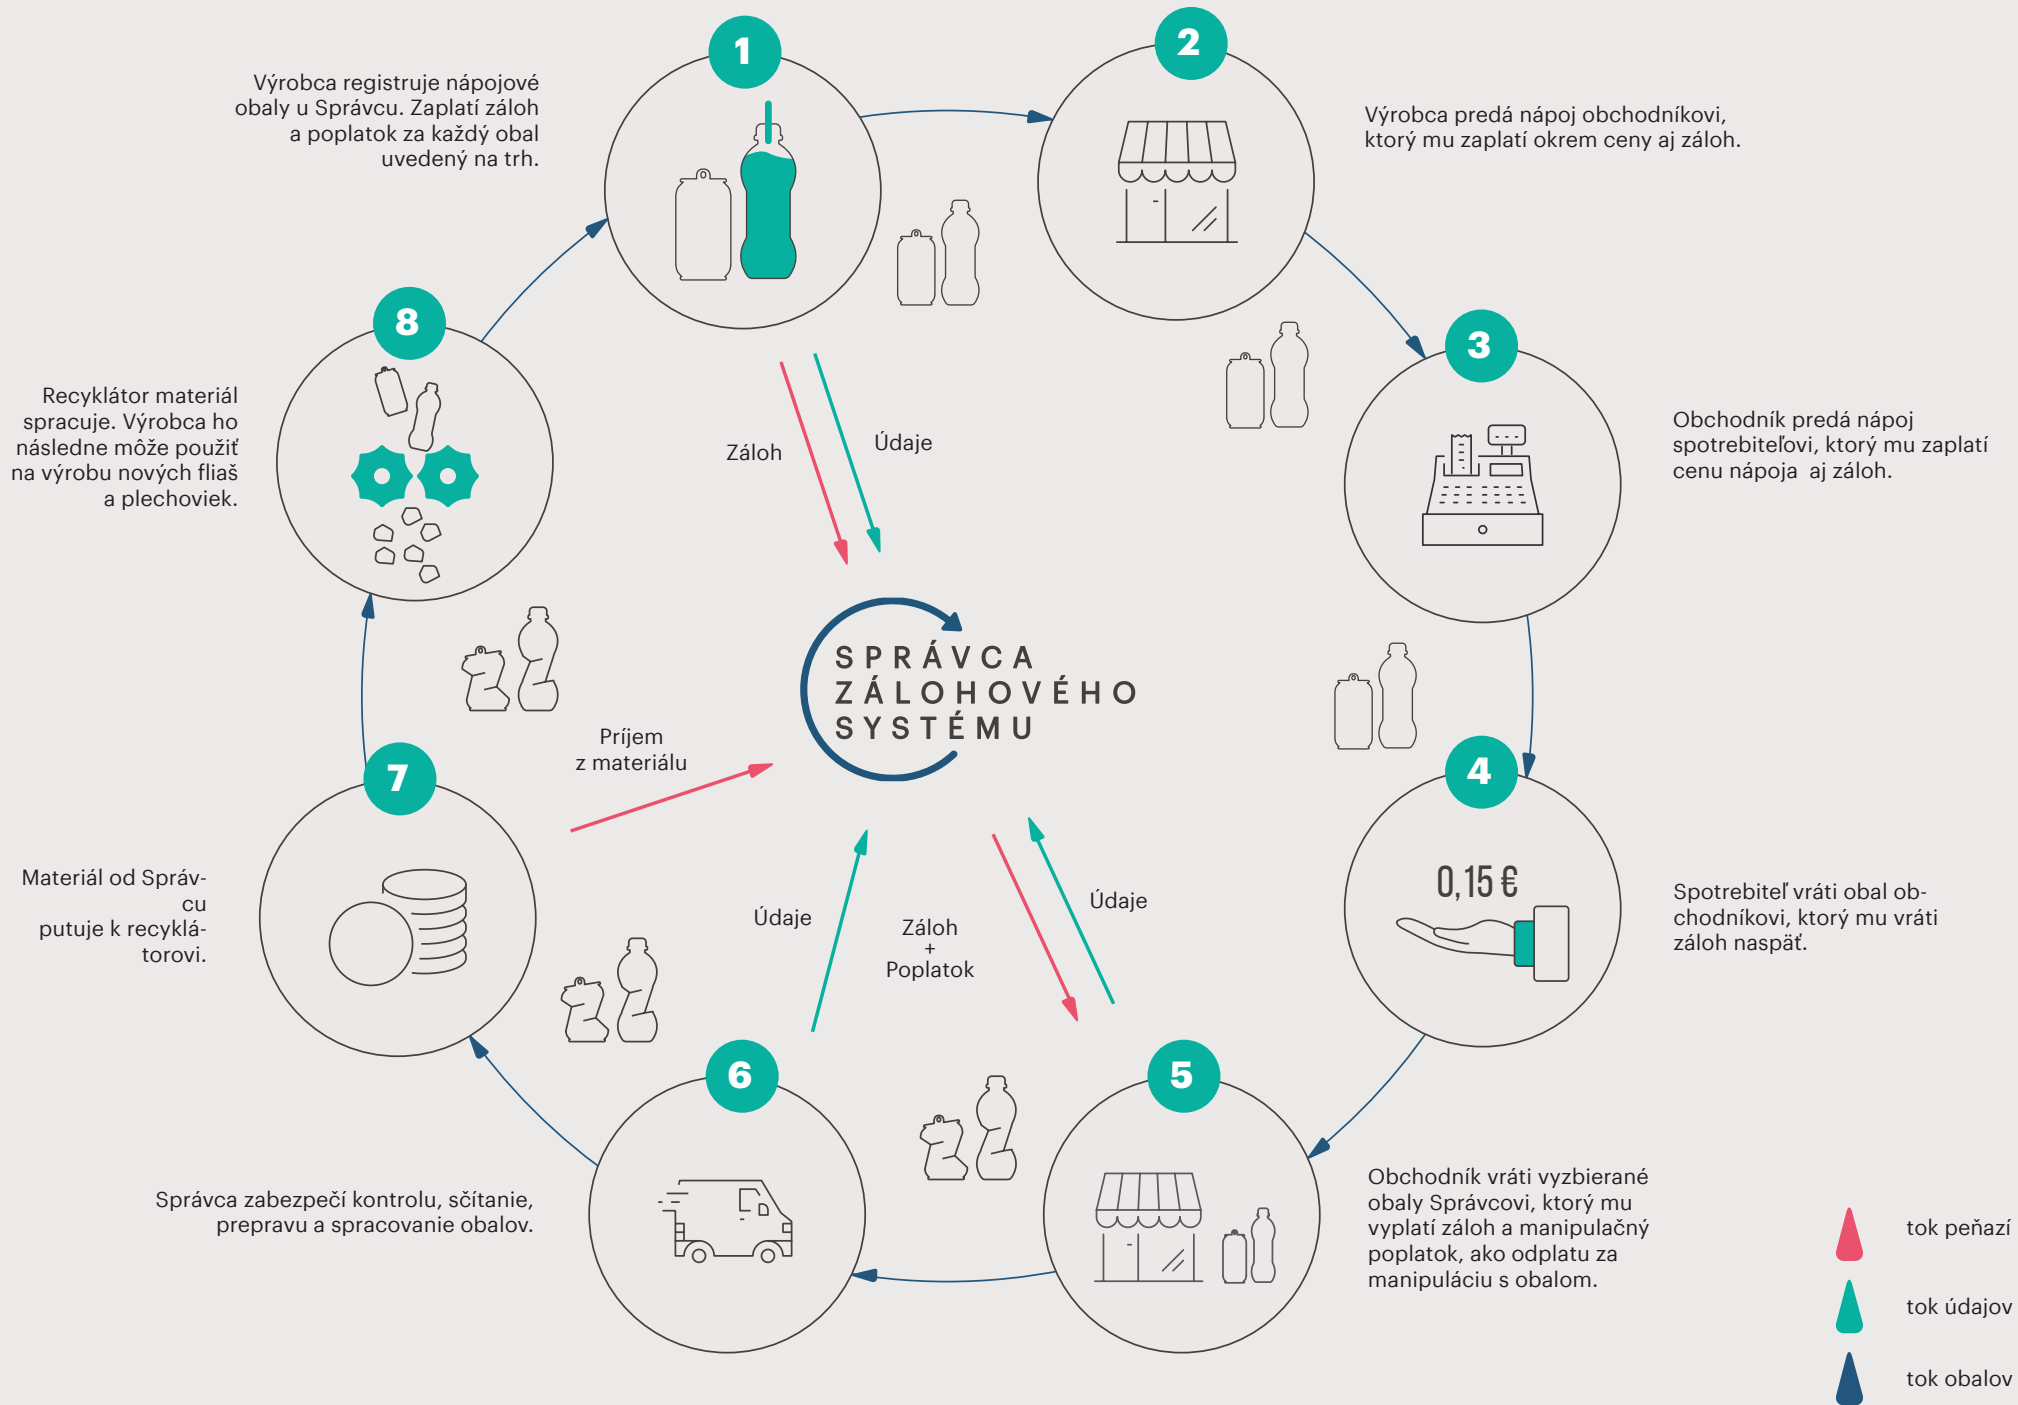 1
Výrobca registruje nápojové
obaly u Správcu. Zaplatí záloh
a poplatok za každý obal
uvedený na trh.
2
Výrobca predá nápoj obchodníkovi,
ktorý mu zaplatí okrem ceny aj záloh.
3
Obchodník predá nápoj
spotrebiteľovi, ktorý mu zaplatí
cenu nápoja aj záloh.
4
0,15 €
Spotrebiteľ vráti obal ob-
chodníkovi, ktorý mu vráti
záloh naspäť.
5
Obchodník vráti vyzbierané
obaly Správcovi, ktorý mu
vyplatí záloh a manipulačný
poplatok, ako odplatu za
manipuláciu s obalom.
6
Správca zabezpečí kontrolu, sčítanie,
prepravu a spracovanie obalov.
7
Materiál od Správ-
cu
putuje k recyklá-
torovi.
8
Recyklátor materiál
spracuje. Výrobca ho
následne môže použiť
na výrobu nových fliaš
a plechoviek.
Záloh
Údaje
SPRÁVCA
ZÁLOHOVÉHO
SYSTÉMU
Príjem
z materiálu
Údaje
Záloh
+
Poplatok
Údaje
tok peňazí
tok údajov
tok obalov